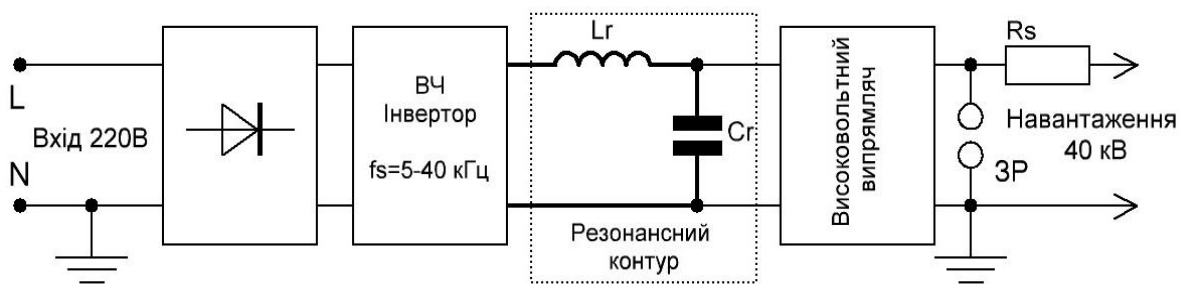 L
Вхід 220В
N
ВЧ
Інвертор
fs=5-40 кГц
Lr
Cr
Резонансний
контур
Високовольтний
випрямляч
Rs
Навантаження
40 кВ
ЗР